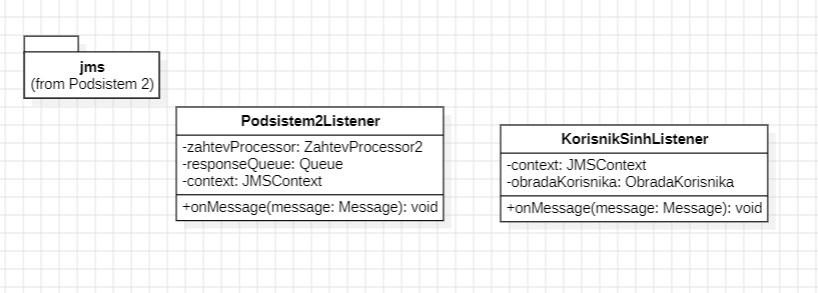 jms
(from Podsistem 2)
Podsistem2Listener
-zahtevProcessor: ZahtevProcessor2
-responseQueue: Queue
-context: JMSContext
+onMessage(message: Message): void
KorisnikSinhListener
-context: JMSContext
-obradaKorisnika: ObradaKorisnika
+onMessage(message: Message): void